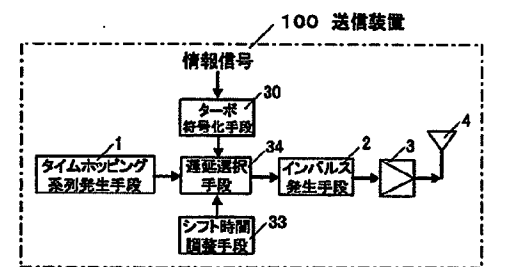 100 送信装置
情報信号
30
ターボ
符号化手段
1
タイムホッピング
系列発生手段
34
遅延選択
手段
2
インパルス
発生手段
3
4
シフト時間
調整手段
33